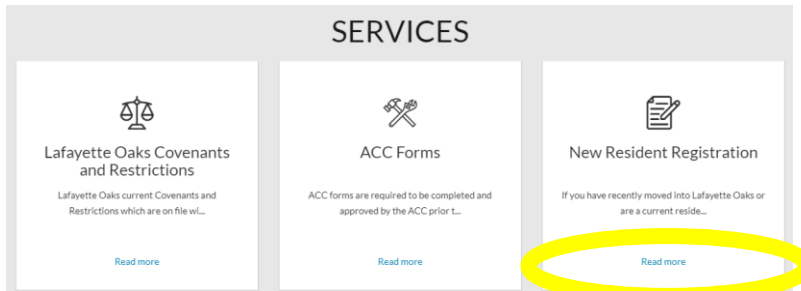 SERVICES
Lafayette Oaks Covenants
and Restrictions
Lafayette Oaks current Covenants and
Restrictions which are on file wi...
Read more
ACC Forms
ACC forms are required to be completed and
approved by the ACC prior t...
Read more
New Resident Registration
If you have recently moved into Lafayette Oaks or
are a current reside...
Read more